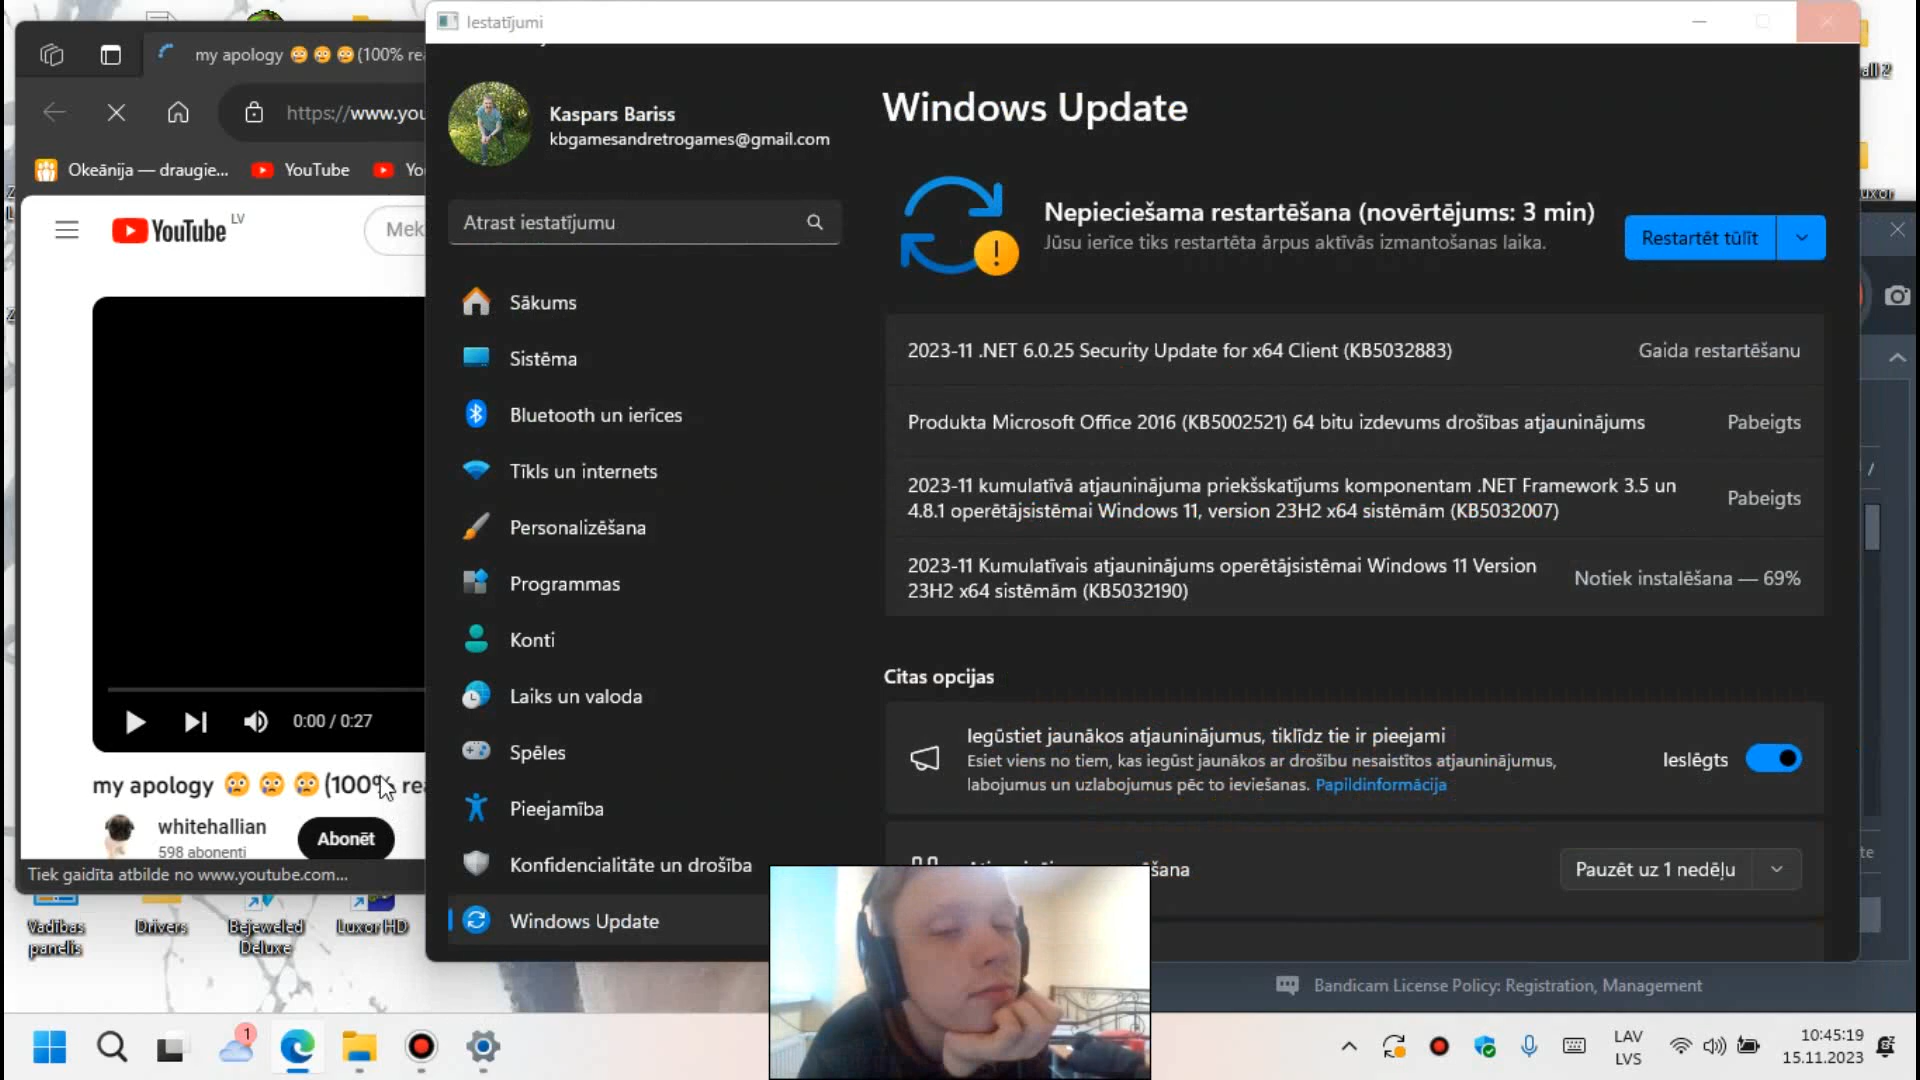 Iestatījumi
my apology 😢 😢 😢 (100% re
https://www.you
Okeānija — draugie...
YouTube
Yo
YouTube LV
Mek
0:00 / 0:27
my apology 😢 😢 😢 (100% rea
whitehallian
598 abonenti
Abonēt
Tiek gaidīta atbilde no www.youtube.com...
Vadības panelis
Drivers
Bejeweled Deluxe
Luxor HD
Kaspars Bariss
kbgamesandretrogames@gmail.com
Atrast iestatījumu
Sākums
Sistēma
Bluetooth un ierīces
Tīkls un internets
Personalizēšana
Programmas
Konti
Laiks un valoda
Spēles
Pieejamība
Konfidencialitāte un drošība
Windows Update
Windows Update
Nepieciešama restartēšana (novērtējums: 3 min)
Jūsu ierīce tiks restartēta ārpus aktīvās izmantošanas laika.
Restartēt tūlīt
2023-11 .NET 6.0.25 Security Update for x64 Client (KB5032883)
Gaida restartēšanu
Produkta Microsoft Office 2016 (KB5002521) 64 bitu izdevums drošības atjauninājums
Pabeigts
2023-11 kumulatīvā atjauninājuma priekšskatījums komponentam .NET Framework 3.5 un
4.8.1 operētājsistēmai Windows 11, version 23H2 x64 sistēmām (KB5032007)
Pabeigts
2023-11 Kumulatīvais atjauninājums operētājsistēmai Windows 11 Version
23H2 x64 sistēmām (KB5032190)
Notiek instalēšana — 69%
Citas opcijas
Iegūstiet jaunākos atjauninājumus, tiklīdz tie ir pieejami
Esiet viens no tiem, kas iegūst jaunākos ar drošību nesaistītos atjauninājumus,
labojumus un uzlabojumus pēc to ieviešanas. Papildinformācija
Ieslēgts
šana
Pauzēt uz 1 nedēļu
all 2
uxor
te
Bandicam License Policy: Registration, Management
1
LAV
LVS
10:45:19
15.11.2023